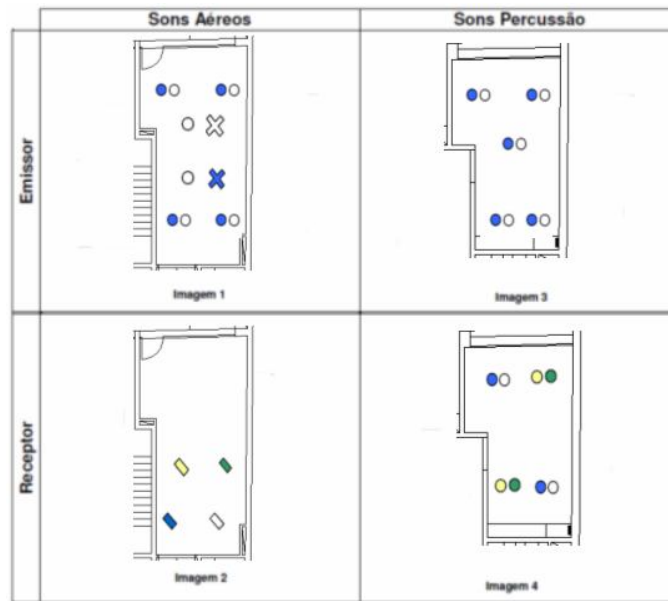 Sons Aéreos
Sons Percussão
Emissor
Imagem 1
Imagem 3
Receptor
Imagem 2
Imagem 4